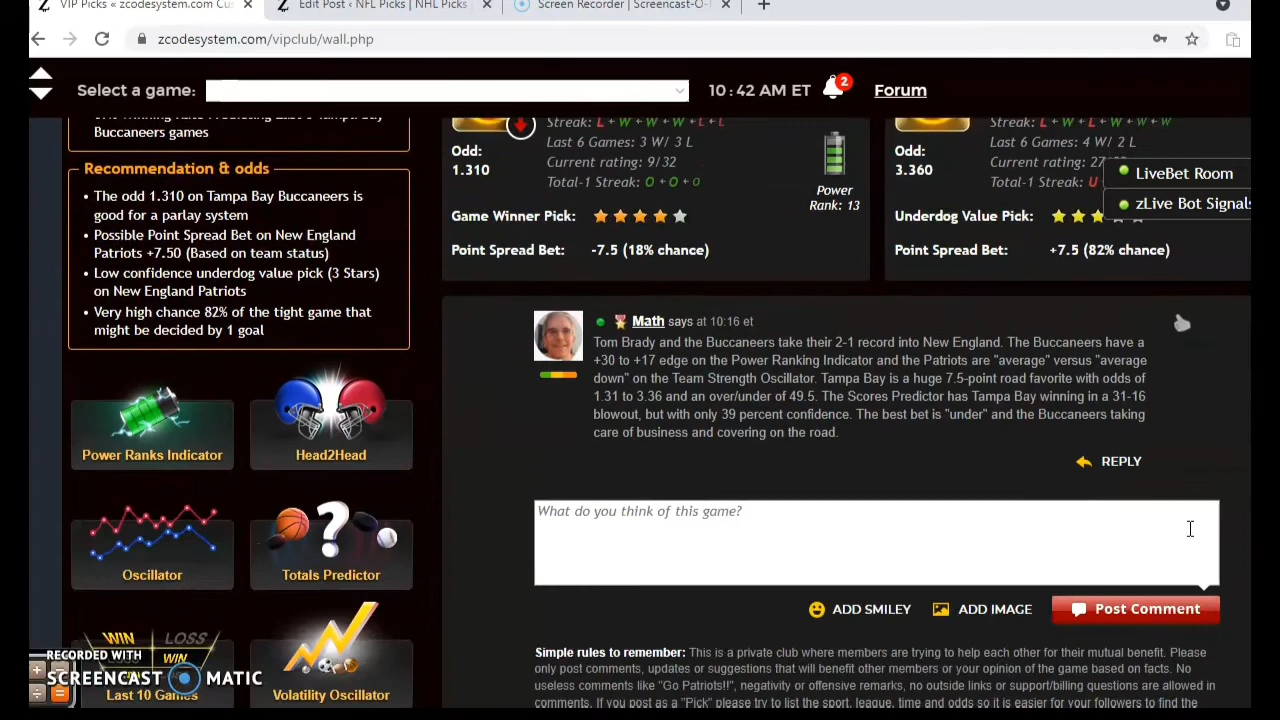 VIP Picks « zcodesystem.com Cus
Edit Post ‹ NFL Picks | NHL Picks
Screen Recorder | Screencast-O-
zcodesystem.com/vipclub/wall.php
Select a game:
10:42 AM ET
2
Forum
Buccaneers games
Recommendation & odds
The odd 1.310 on Tampa Bay Buccaneers is
good for a parlay system
Possible Point Spread Bet on New England
Patriots +7.50 (Based on team status)
Low confidence underdog value pick (3 Stars)
on New England Patriots
Very high chance 82% of the tight game that
might be decided by 1 goal
Power Ranks Indicator
Head2Head
Oscillator
Totals Predictor
WIN LOSS
WIN
Last 10 Games
Volatility Oscillator
RECORDED WITH
SCREENCAST MATIC
Odd:
1.310
Streak: L + W + W + W + L + L
Last 6 Games: 3 W/ 3 L
Current rating: 9/32
Total-1 Streak: O + O + O
Power
Rank: 13
Game Winner Pick:
Point Spread Bet: -7.5 (18% chance)
Odd:
3.360
Streak: L + W + L + W + W + W
Last 6 Games: 4 W/ 2 L
Current rating: 27
Total-1 Streak: U
LiveBet Room
zLive Bot Signals
Underdog Value Pick:
Point Spread Bet: +7.5 (82% chance)
Math says at 10:16 et
Tom Brady and the Buccaneers take their 2-1 record into New England. The Buccaneers have a
+30 to +17 edge on the Power Ranking Indicator and the Patriots are "average" versus "average
down" on the Team Strength Oscillator. Tampa Bay is a huge 7.5-point road favorite with odds of
1.31 to 3.36 and an over/under of 49.5. The Scores Predictor has Tampa Bay winning in a 31-16
blowout, but with only 39 percent confidence. The best bet is "under" and the Buccaneers taking
care of business and covering on the road.
REPLY
What do you think of this game?
ADD SMILEY
ADD IMAGE
Post Comment
Simple rules to remember: This is a private club where members are trying to help each other for their mutual benefit. Please
only post comments, updates or suggestions that will benefit other members or your opinion of the game based on facts. No
useless comments like "Go Patriots!!", negativity or offensive remarks, no outside links or support/billing questions are allowed in
comments. If you post as a "Pick" please try to list the sport, league, time and odds so it is easier for your followers to find the